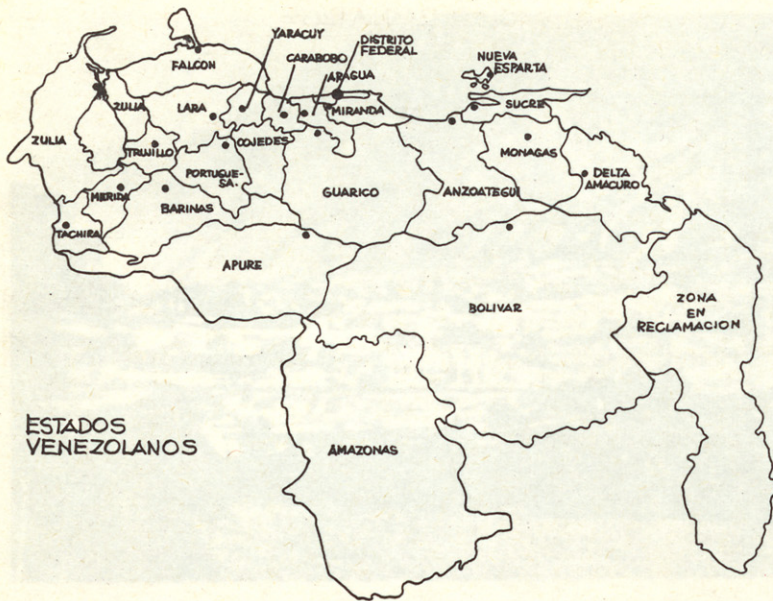 YARACUY
DISTRITO
FEDERAL
CARABOBO
FALCON
ARAGUA
NUEVA
ESPARTA
ZULIA
LARA
MIRANDA
SUCRE
ZULIA
TRUJILLO
COJEDES
MONAGAS
PORTUGUE-
SA.
DELTA
AMACURO
MERIDA
BARINAS
GUARICO
ANZOATEGUI
TACHIRA
APURE
BOLIVAR
ZONA
EN
RECLAMACION
ESTADOS
VENEZOLANOS
AMAZONAS